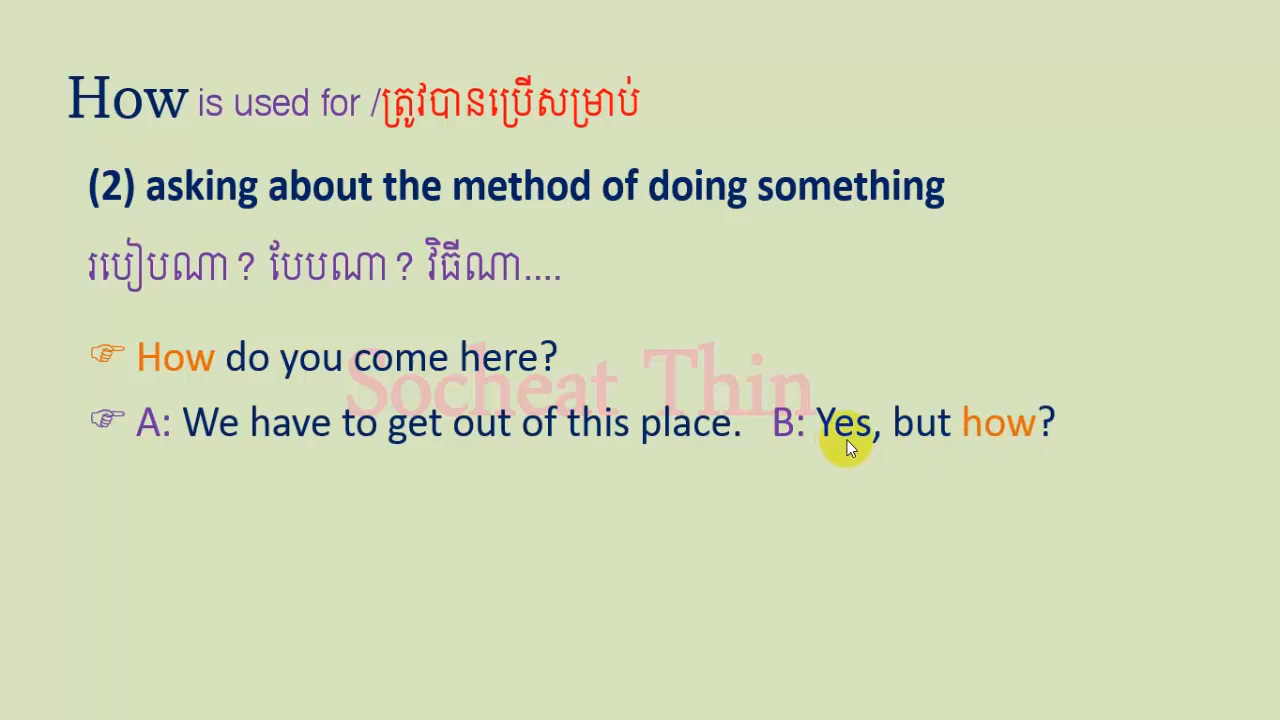 How is used for /ត្រូវបានប្រើសម្រាប់
(2) asking about the method of doing something
របៀបណា? បែបណា? វិធីណា....
☞ How do you come here?
Socheat Thin
☞ A: We have to get out of this place. B: Yes, but how?